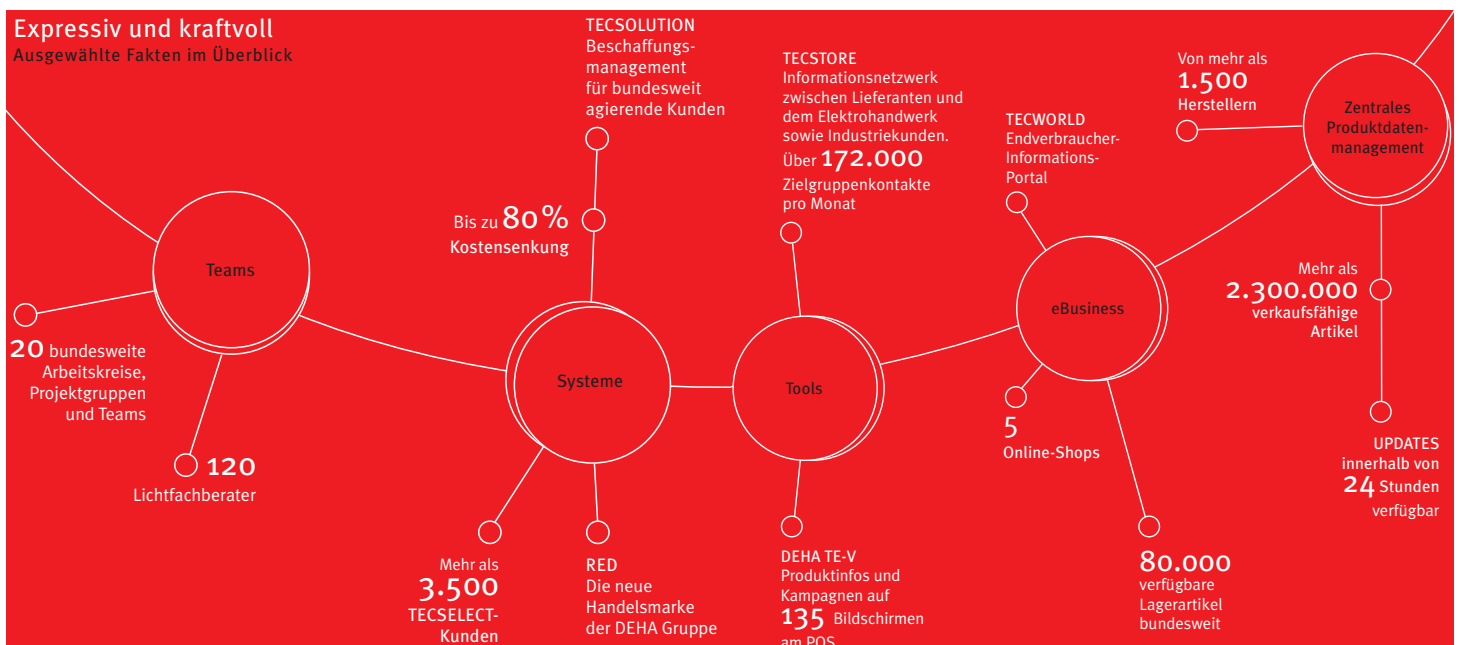 Expressiv und kraftvoll
Ausgewählte Fakten im Überblick
Teams
20 bundesweite
Arbeitskreise,
Projektgruppen
und Teams
120
Lichtfachberater
TECSOLUTION
Beschaffungs-
management
für bundesweit
agierende Kunden
Bis zu 80%
Kostensenkung
Systeme
Mehr als
3.500
TECSELECT-
Kunden
RED
Die neue
Handelsmarke
der DEHA Gruppe
TECSTORE
Informationsnetzwerk
zwischen Lieferanten und
dem Elektrohandwerk
sowie Industriekunden.
Über 172.000
Zielgruppenkontakte
pro Monat
Tools
DEHA TE-V
Produktinfos und
Kampagnen auf
135 Bildschirmen
am POS
TECWORLD
Endverbraucher-
Informations-
Portal
eBusiness
5
Online-Shops
80.000
verfügbare
Lagerartikel
bundesweit
Von mehr als
1.500
Herstellern
Zentrales
Produktdaten-
management
Mehr als
2.300.000
verkaufsfähige
Artikel
UPDATES
innerhalb von
24 Stunden
verfügbar